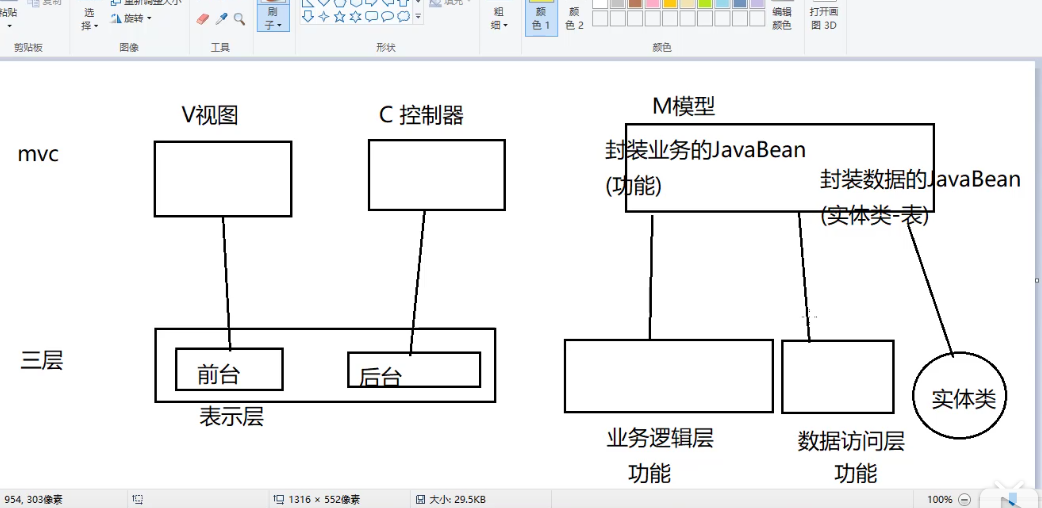 粘贴
复制
选择
重新调整大小
旋转
刷子
填充
粗细
颜色 1
颜色 2
编辑颜色
打开画图 3D
剪贴板
图像
工具
形状
颜色
V视图
C 控制器
M模型
mvc
封装业务的JavaBean
(功能)
封装数据的JavaBean
(实体类-表)
三层
前台
后台
实体类
表示层
业务逻辑层
功能
数据访问层
功能
954, 303像素
1316 × 552像素
大小: 29.5KB
100%